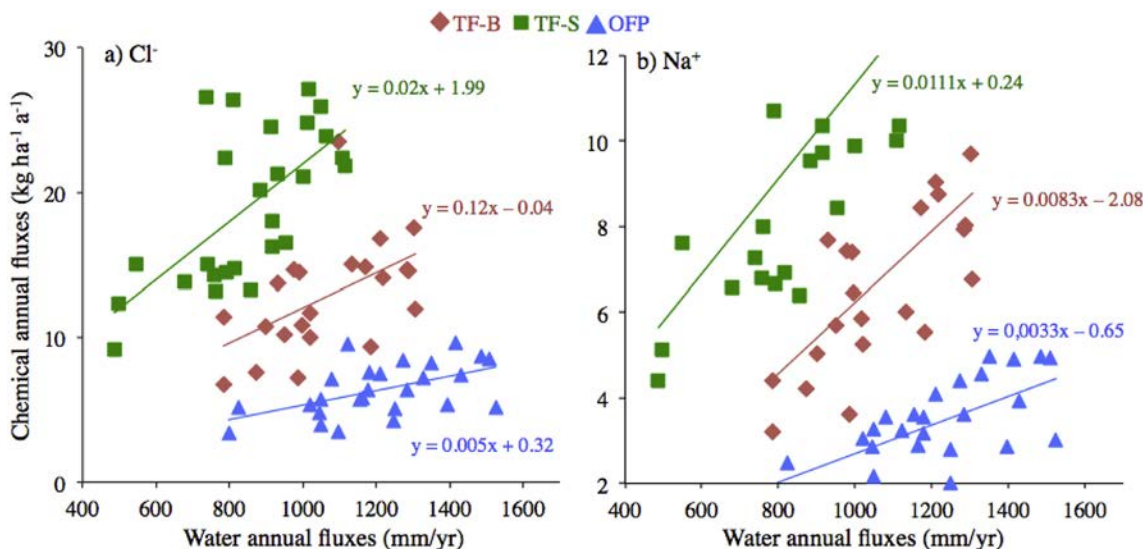 TF-B TF-S OFP
a) Cl⁻
b) Na⁺
Chemical annual fluxes (kg ha⁻¹ a⁻¹)
30
20
10
0
y = 0.02x + 1.99
y = 0.12x – 0.04
y = 0.005x + 0.32
400 600 800 1000 1200 1400 1600
Water annual fluxes (mm/yr)
12
10
8
6
4
2
y = 0.0111x + 0.24
y = 0.0083x – 2.08
y = 0,0033x – 0.65
400 600 800 1000 1200 1400 1600
Water annual fluxes (mm/yr)